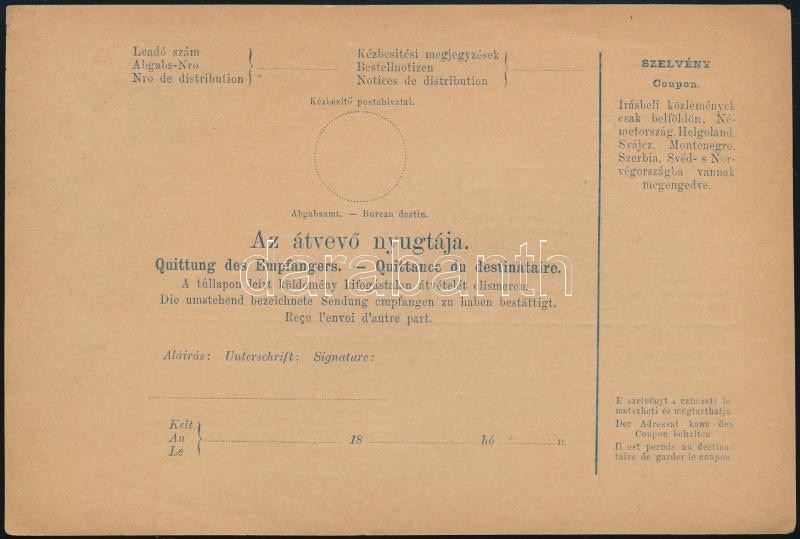 Leadó szám
Abgabs-Nro
Nro de distribution
Kézbesitési megjegyzések
Bestellnotizen
Notices de distribution
Kézbesitő postahivatal.
Abgabsamt. — Bureau destin.
Az átvevő nyugtája.
Quittung des Empfängers. — Quittance du destinataire.
A túllapon leirt küldemény kifogástalan átvételét elismerem.
Die umstehend bezeichnete Sendung empfangen zu haben bestättigt.
Reçu l'envoi d'autre part.
Aláirás: Unterschrift: Signature:
Kelt
An
Le
18 hó n.
SZELVÉNY
Coupon.
Irásbeli közlemények
csak belföldön, Né-
metország, Helgoland,
Svájcz, Montenegro,
Szerbia, Svéd- s Nor-
végországba vannak
megengedve.
E szelvényt a czimzett le
metszheti és megtarthatja
Der Adressat kann den
Coupon behalten.
Il est permis au destina-
taire de garder le coupon.
darabanth.com